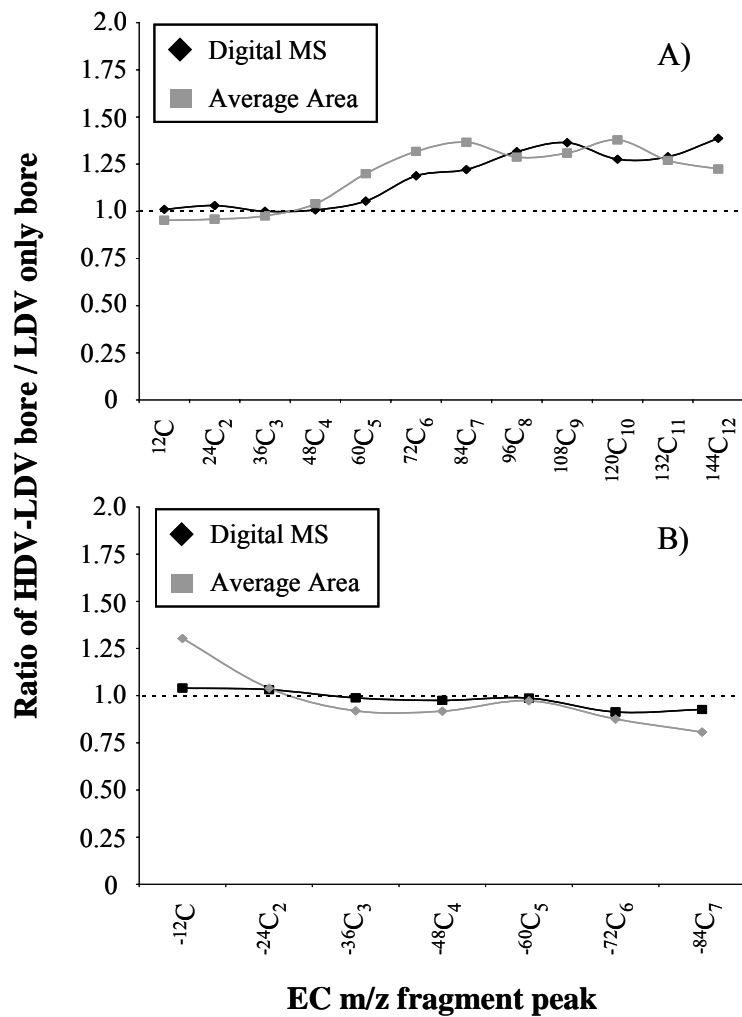 Ratio of HDV-LDV bore / LDV only bore
2.0
1.75
1.50
1.25
1.0
0.75
0.50
0.25
0
Digital MS
Average Area
A)
¹²C
²⁴C₂
³⁶C₃
⁴⁸C₄
⁶⁰C₅
⁷²C₆
⁸⁴C₇
⁹⁶C₈
¹⁰⁸C₉
¹²⁰C₁₀
¹³²C₁₁
¹⁴⁴C₁₂
2.0
1.75
1.50
1.25
1.0
0.75
0.50
0.25
0
Digital MS
Average Area
B)
⁻¹²C
⁻²⁴C₂
⁻³⁶C₃
⁻⁴⁸C₄
⁻⁶⁰C₅
⁻⁷²C₆
⁻⁸⁴C₇
EC m/z fragment peak